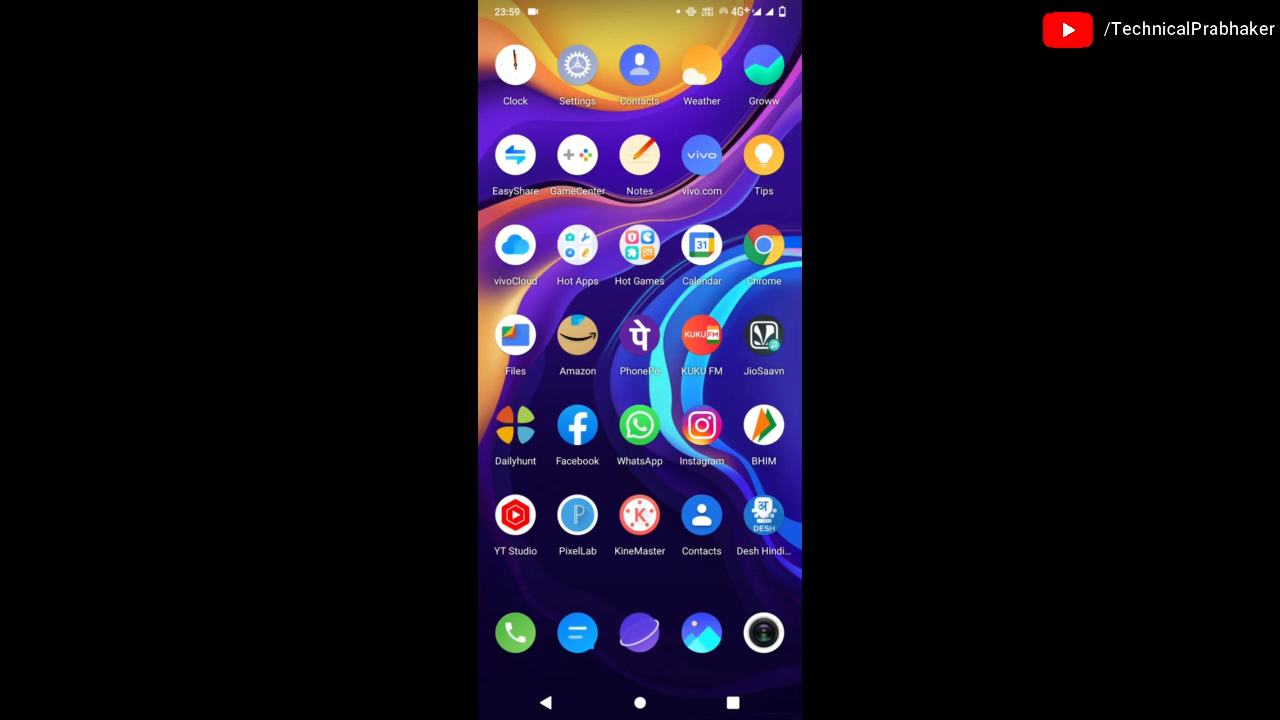 23:59 4G+
/TechnicalPrabhaker
Clock Settings Contacts Weather Groww
vivo
EasyShare GameCenter Notes vivo.com Tips
31
vivoCloud Hot Apps Hot Games Calendar Chrome
पे KUKU FM
Files Amazon PhonePe KUKU FM JioSaavn
Dailyhunt Facebook WhatsApp Instagram BHIM
P K अ DESH
YT Studio PixelLab KineMaster Contacts Desh Hindi...